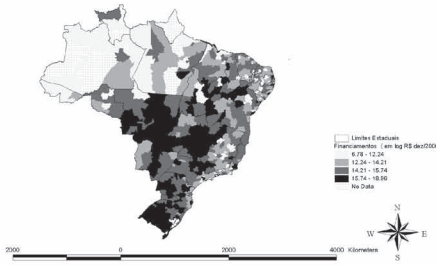 Limites Estaduais
Financiamentos ( em log R$ dez/200
6.78 - 12.24
12.24 - 14.21
14.21 - 15.74
15.74 - 18.96
No Data
N
W E
S
2000 0 2000 4000 Kilometers